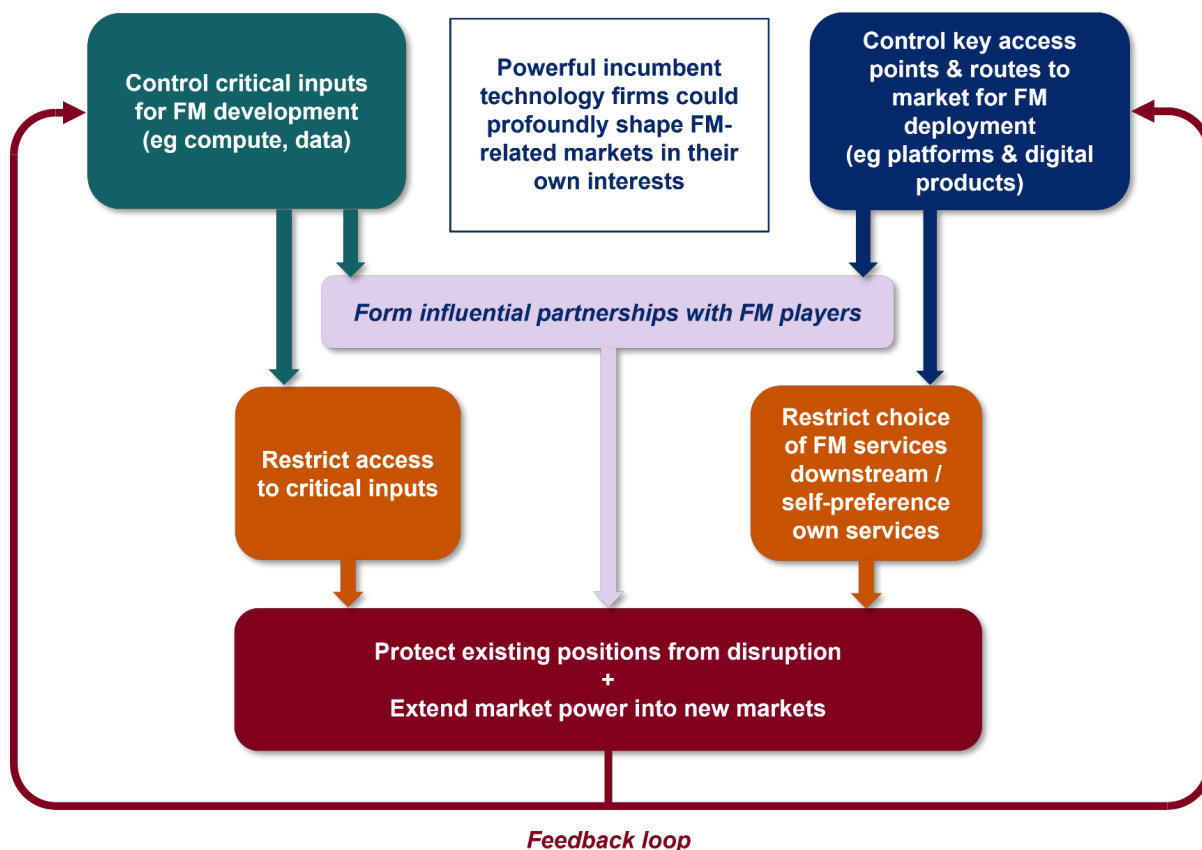 Control critical inputs
for FM development
(eg compute, data)
Powerful incumbent
technology firms could
profoundly shape FM-
related markets in their
own interests
Control key access
points & routes to
market for FM
deployment
(eg platforms & digital
products)
Form influential partnerships with FM players
Restrict access
to critical inputs
Restrict choice
of FM services
downstream /
self-preference
own services
Protect existing positions from disruption
+
Extend market power into new markets
Feedback loop